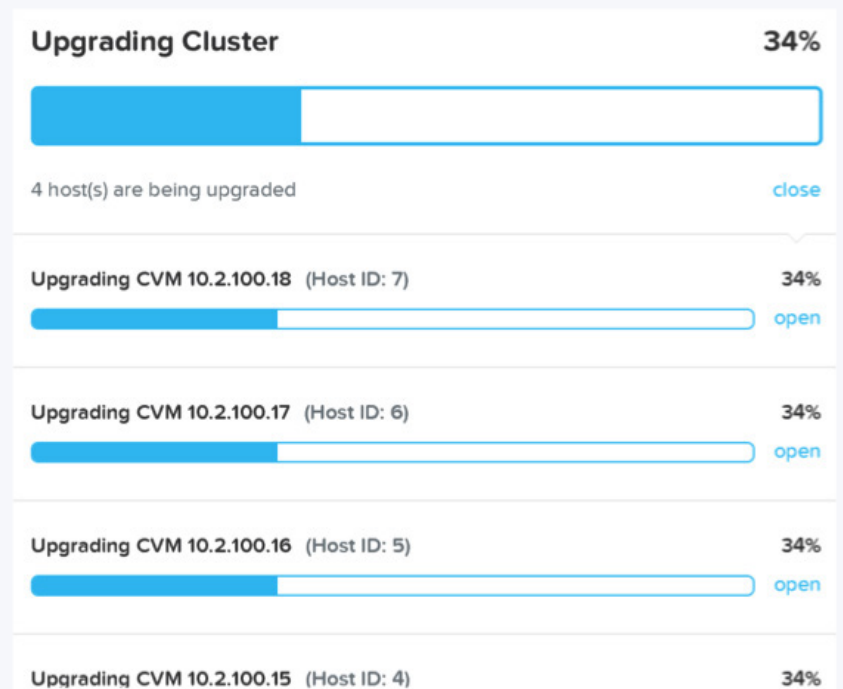 Upgrading Cluster 34%
4 host(s) are being upgraded close
Upgrading CVM 10.2.100.18 (Host ID: 7) 34%
open
Upgrading CVM 10.2.100.17 (Host ID: 6) 34%
open
Upgrading CVM 10.2.100.16 (Host ID: 5) 34%
open
Upgrading CVM 10.2.100.15 (Host ID: 4) 34%